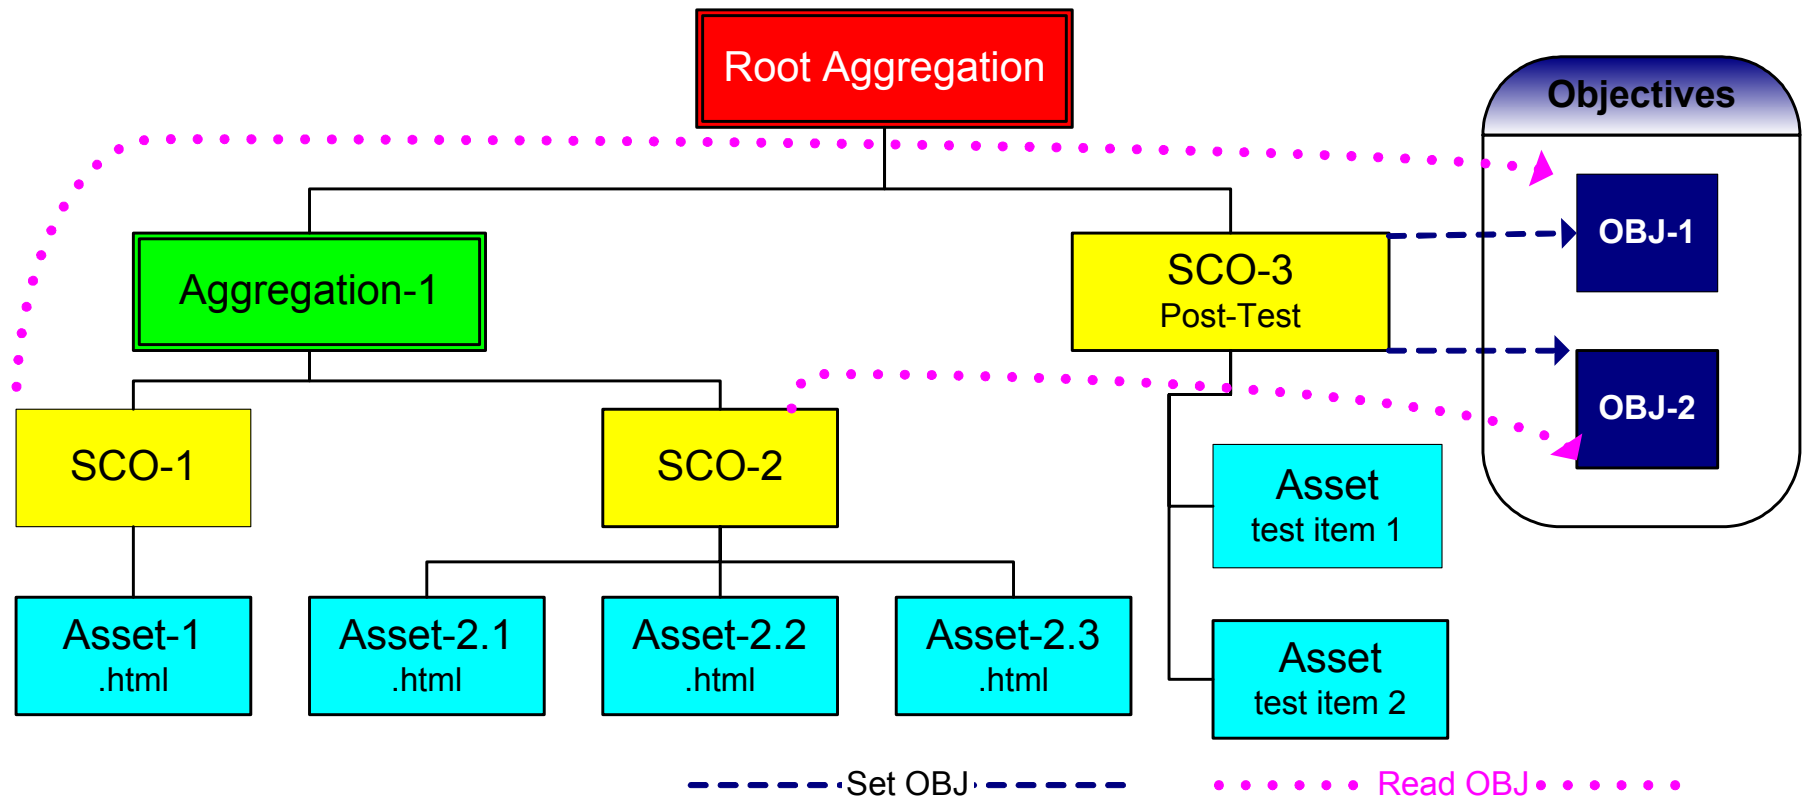 Root Aggregation
Objectives
OBJ-1
Aggregation-1
SCO-3
Post-Test
OBJ-2
SCO-1
SCO-2
Asset
test item 1
Asset-1
.html
Asset-2.1
.html
Asset-2.2
.html
Asset-2.3
.html
Asset
test item 2
Set OBJ
Read OBJ